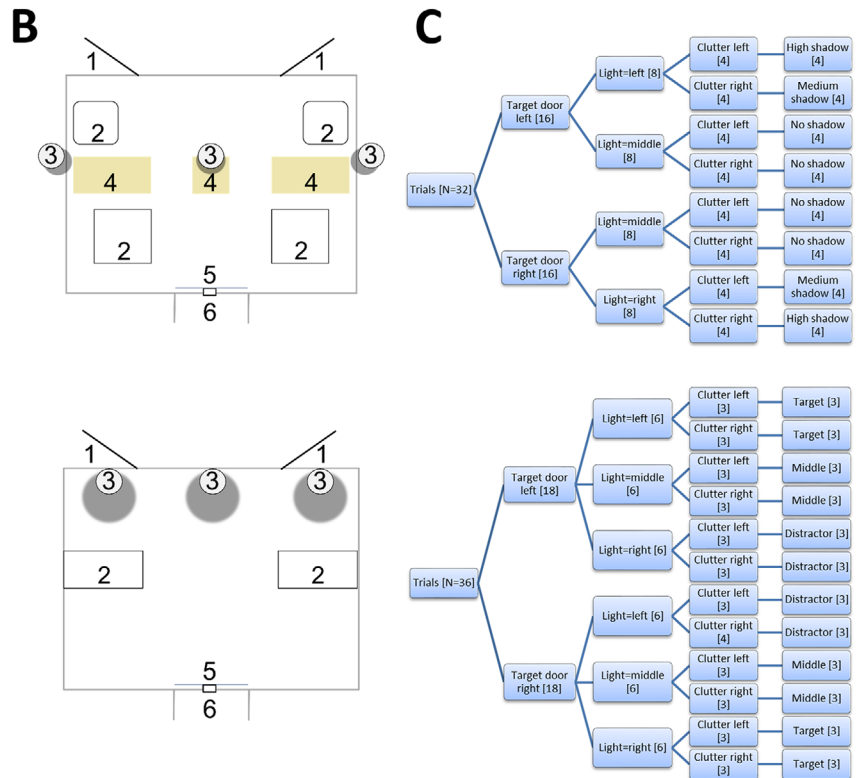 B
1
1
2
2
3
3
3
4
4
4
2
2
5
6
1
1
3
3
3
2
2
5
6
C
Trials [N=32]
Target door
left [16]
Light=left [8]
Clutter left
[4]
High shadow
[4]
Clutter right
[4]
Medium
shadow [4]
Light=middle
[8]
Clutter left
[4]
No shadow
[4]
Clutter right
[4]
No shadow
[4]
Target door
right [16]
Light=middle
[8]
Clutter left
[4]
No shadow
[4]
Clutter right
[4]
No shadow
[4]
Light=right
[8]
Clutter left
[4]
Medium
shadow [4]
Clutter right
[4]
High shadow
[4]
Trials [N=36]
Target door
left [18]
Light=left [6]
Clutter left
[3]
Target [3]
Clutter right
[3]
Target [3]
Light=middle
[6]
Clutter left
[3]
Middle [3]
Clutter right
[3]
Middle [3]
Light=right [6]
Clutter left
[3]
Distractor [3]
Clutter right
[3]
Distractor [3]
Target door
right [18]
Light=left [6]
Clutter left
[3]
Distractor [3]
Clutter right
[4]
Distractor [3]
Light=middle
[6]
Clutter left
[3]
Middle [3]
Clutter right
[3]
Middle [3]
Light=right [6]
Clutter left
[3]
Target [3]
Clutter right
[3]
Target [3]